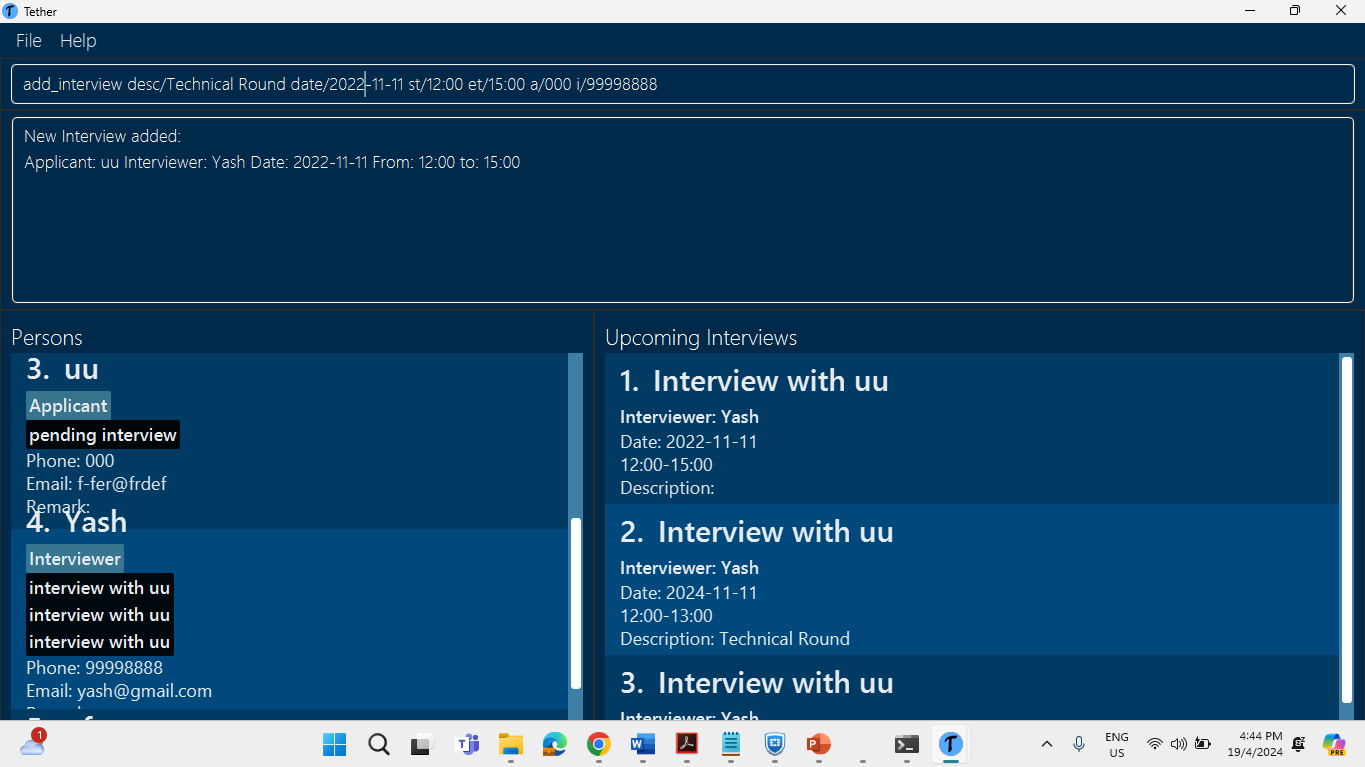 Tether
File Help
add_interview desc/Technical Round date/2022-11-11 st/12:00 et/15:00 a/000 i/99998888
New Interview added:
Applicant: uu Interviewer: Yash Date: 2022-11-11 From: 12:00 to: 15:00
Persons
3. uu
Applicant
pending interview
Phone: 000
Email: f-fer@frdef
Remark:
4. Yash
Interviewer
interview with uu
interview with uu
interview with uu
Phone: 99998888
Email: yash@gmail.com
Upcoming Interviews
1. Interview with uu
Interviewer: Yash
Date: 2022-11-11
12:00-15:00
Description:
2. Interview with uu
Interviewer: Yash
Date: 2024-11-11
12:00-13:00
Description: Technical Round
3. Interview with uu
Interviewer: Yash
1
ENG
US
4:44 PM
19/4/2024
PRE